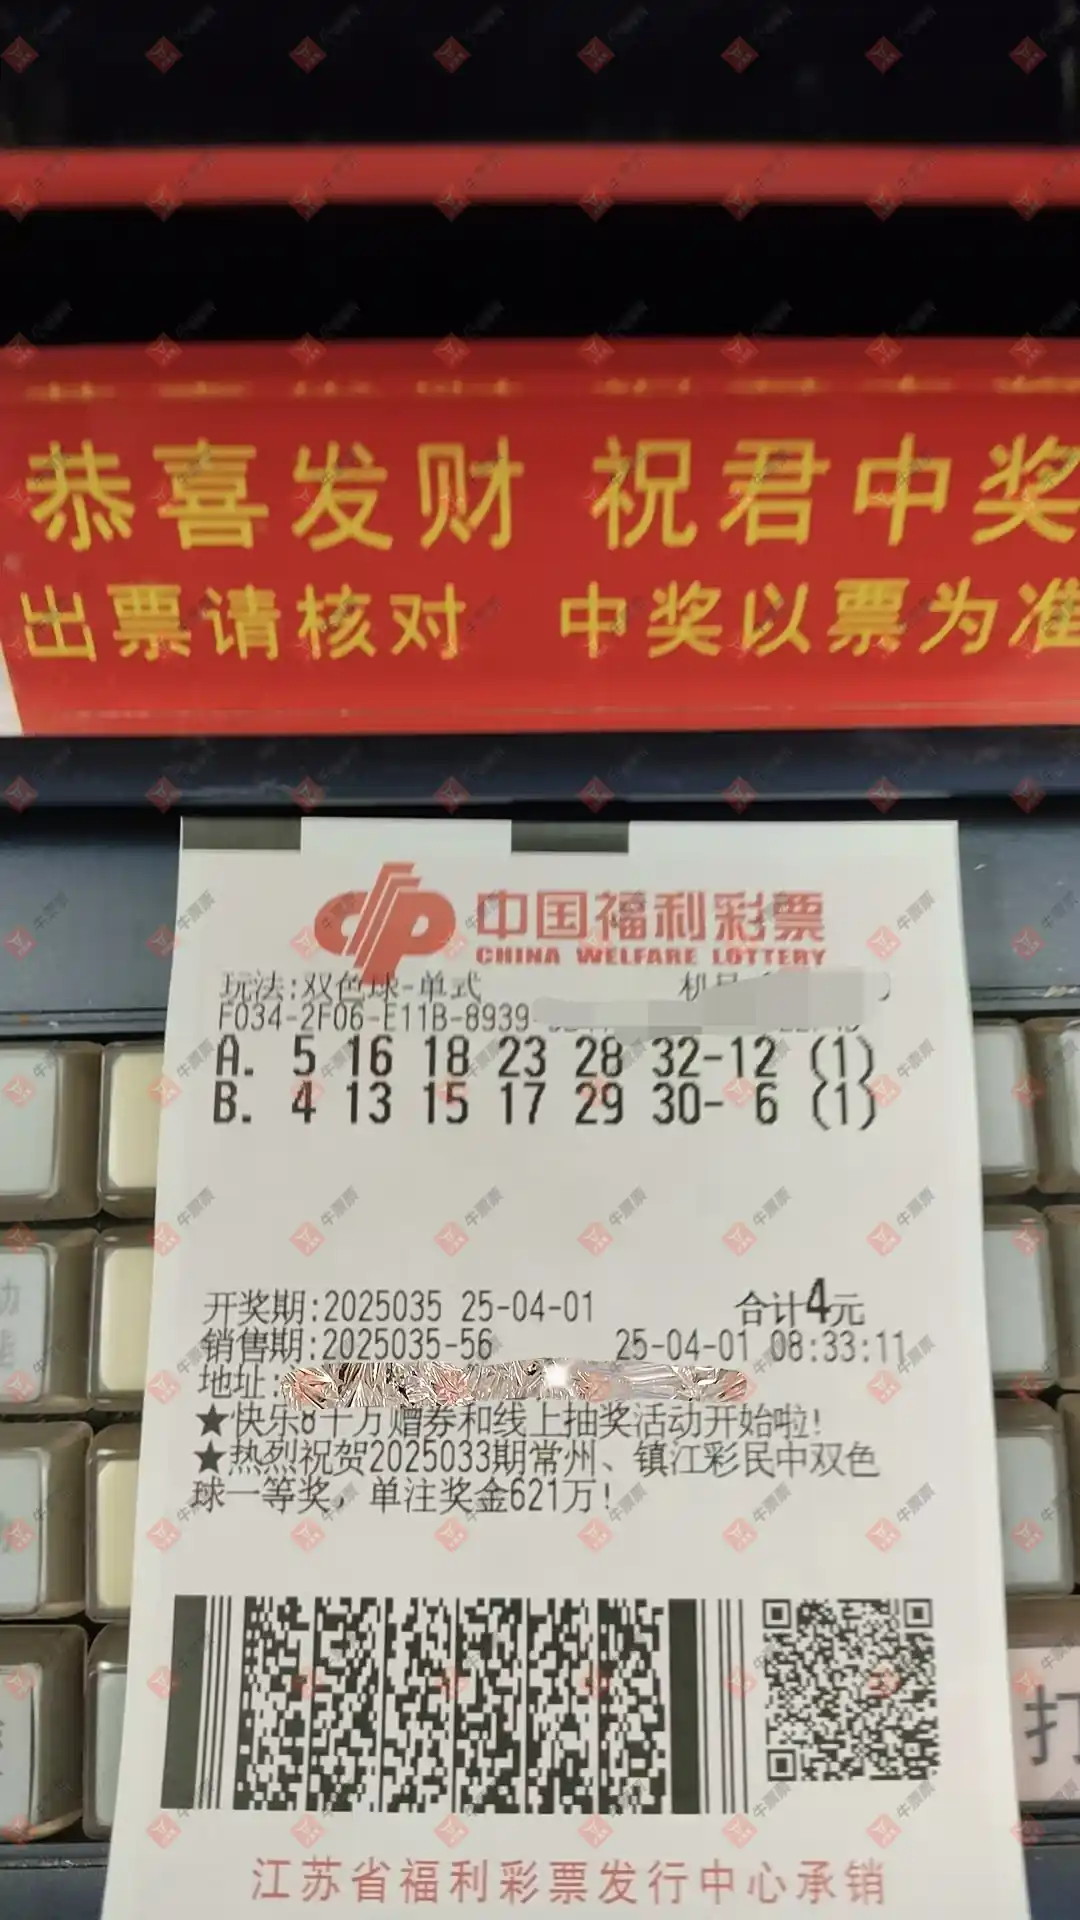 恭喜发财 祝君中奖
出票请核对 中奖以票为准
中国福利彩票
CHINA WELFARE LOTTERY
玩法:双色球-单式 机号
F034-2F06-E11B-8939
A. 5 16 18 23 28 32-12 (1)
B. 4 13 15 17 29 30- 6 (1)
开奖期:2025035 25-04-01 合计4元
销售期:2025035-56 25-04-01 08:33:11
地址:
★快乐8千万赠券和线上抽奖活动开始啦!
★热烈祝贺2025033期常州、镇江彩民中双色
球一等奖，单注奖金621万!
打
江苏省福利彩票发行中心承销